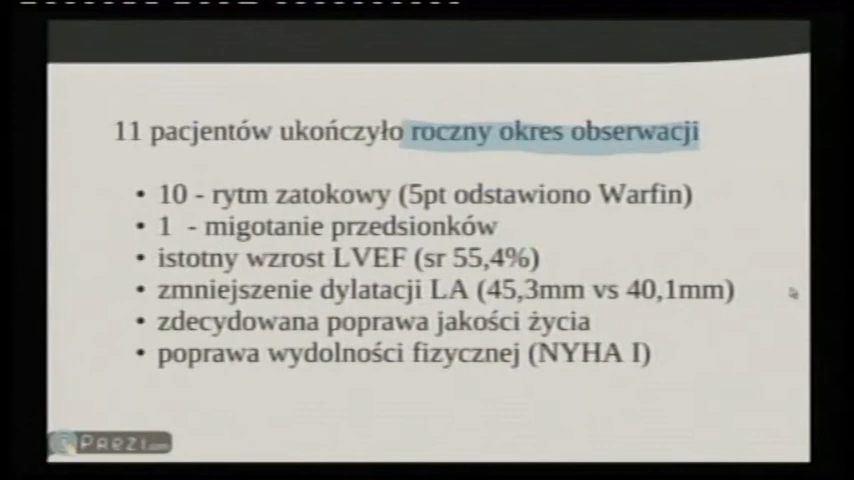 11 pacjentów ukończyło roczny okres obserwacji
• 10 - rytm zatokowy (5pt odstawiono Warfin)
• 1 - migotanie przedsionków
• istotny wzrost LVEF (sr 55,4%)
• zmniejszenie dylatacji LA (45,3mm vs 40,1mm)
• zdecydowana poprawa jakości życia
• poprawa wydolności fizycznej (NYHA I)
PREZI.com